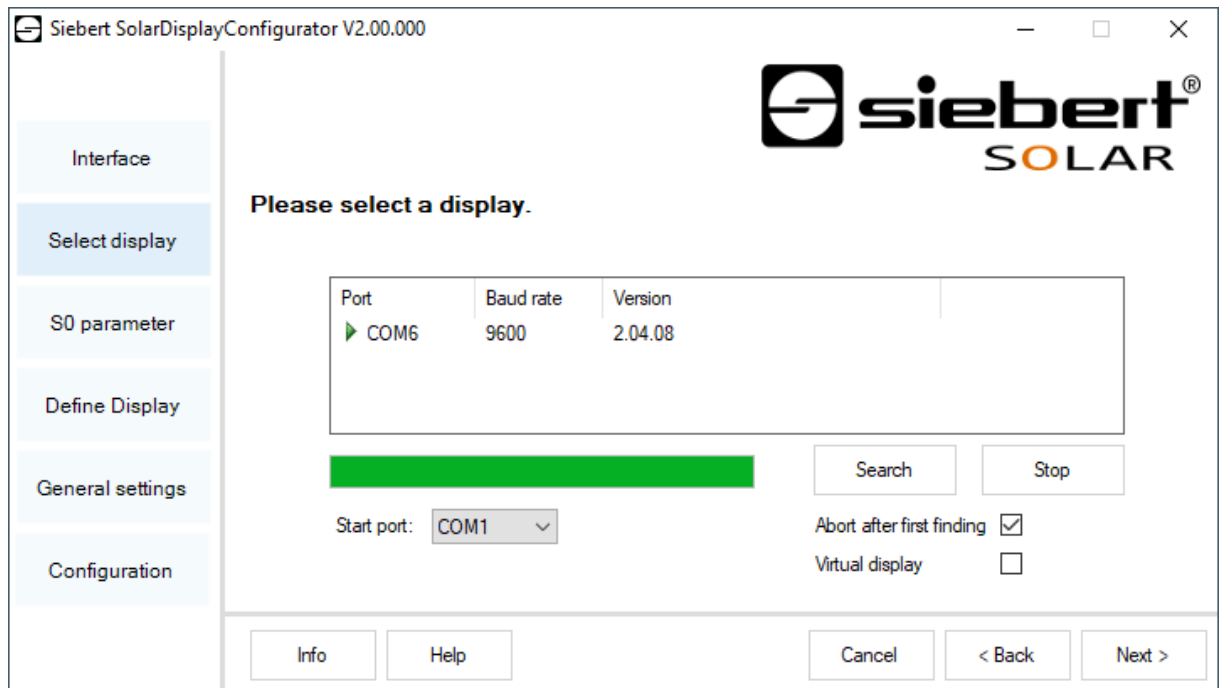 Siebert SolarDisplayConfigurator V2.00.000
siebert®
SOLAR
Interface
Select display
S0 parameter
Define Display
General settings
Configuration
Please select a display.
Port Baud rate Version
COM6 9600 2.04.08
Search Stop
Start port: COM1
Abort after first finding
Virtual display
Info Help Cancel < Back Next >